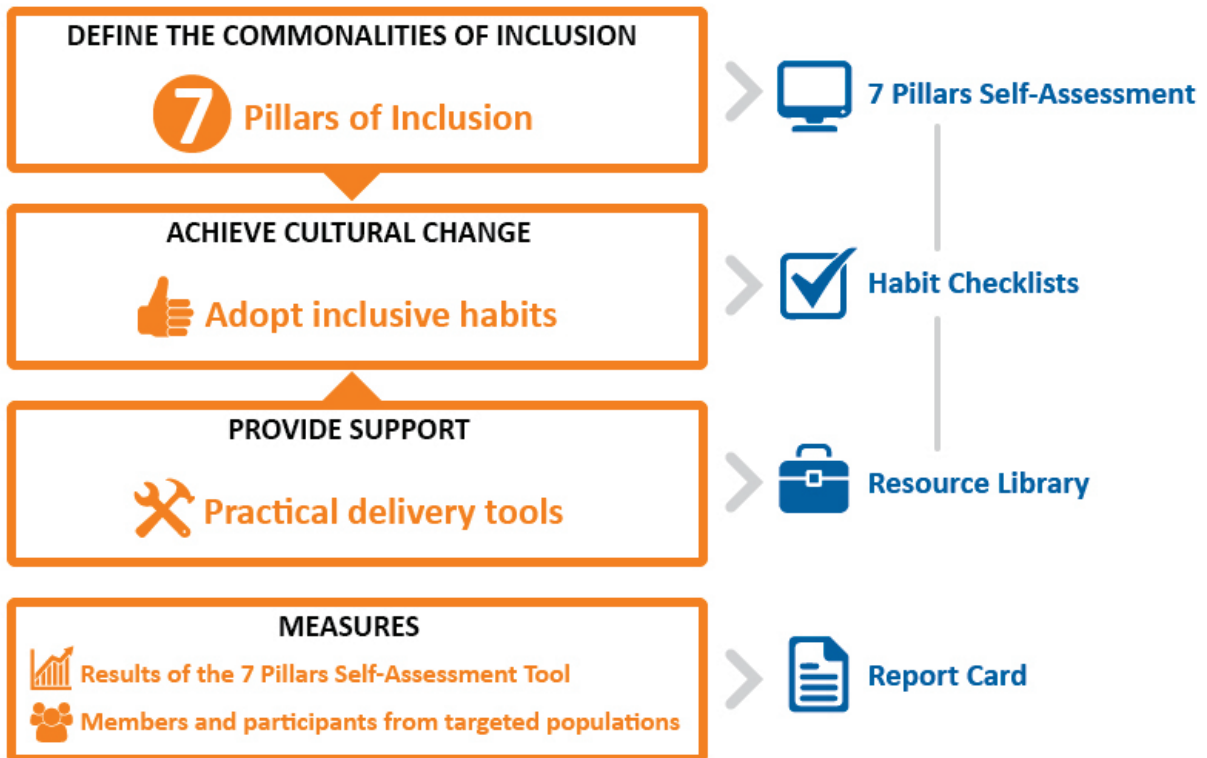 DEFINE THE COMMONALITIES OF INCLUSION
7 Pillars of Inclusion
7 Pillars Self-Assessment
ACHIEVE CULTURAL CHANGE
Adopt inclusive habits
Habit Checklists
PROVIDE SUPPORT
Practical delivery tools
Resource Library
MEASURES
Results of the 7 Pillars Self-Assessment Tool
Members and participants from targeted populations
Report Card